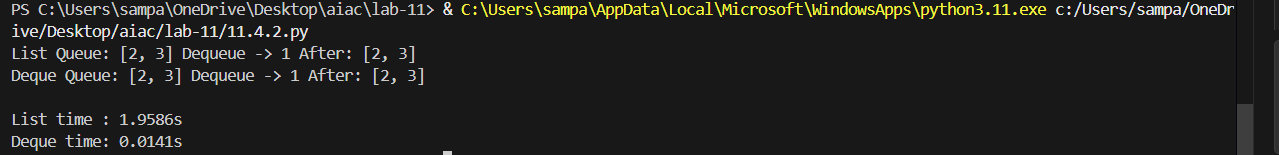 PS C:\Users\sampa\OneDrive\Desktop\aiac\lab-11> & C:\Users\sampa\AppData\Local\Microsoft\WindowsApps\python3.11.exe c:/Users/sampa/OneDr
ive/Desktop/aiac/lab-11/11.4.2.py
List Queue: [2, 3] Dequeue -> 1 After: [2, 3]
Deque Queue: [2, 3] Dequeue -> 1 After: [2, 3]
List time : 1.9586s
Deque time: 0.0141s